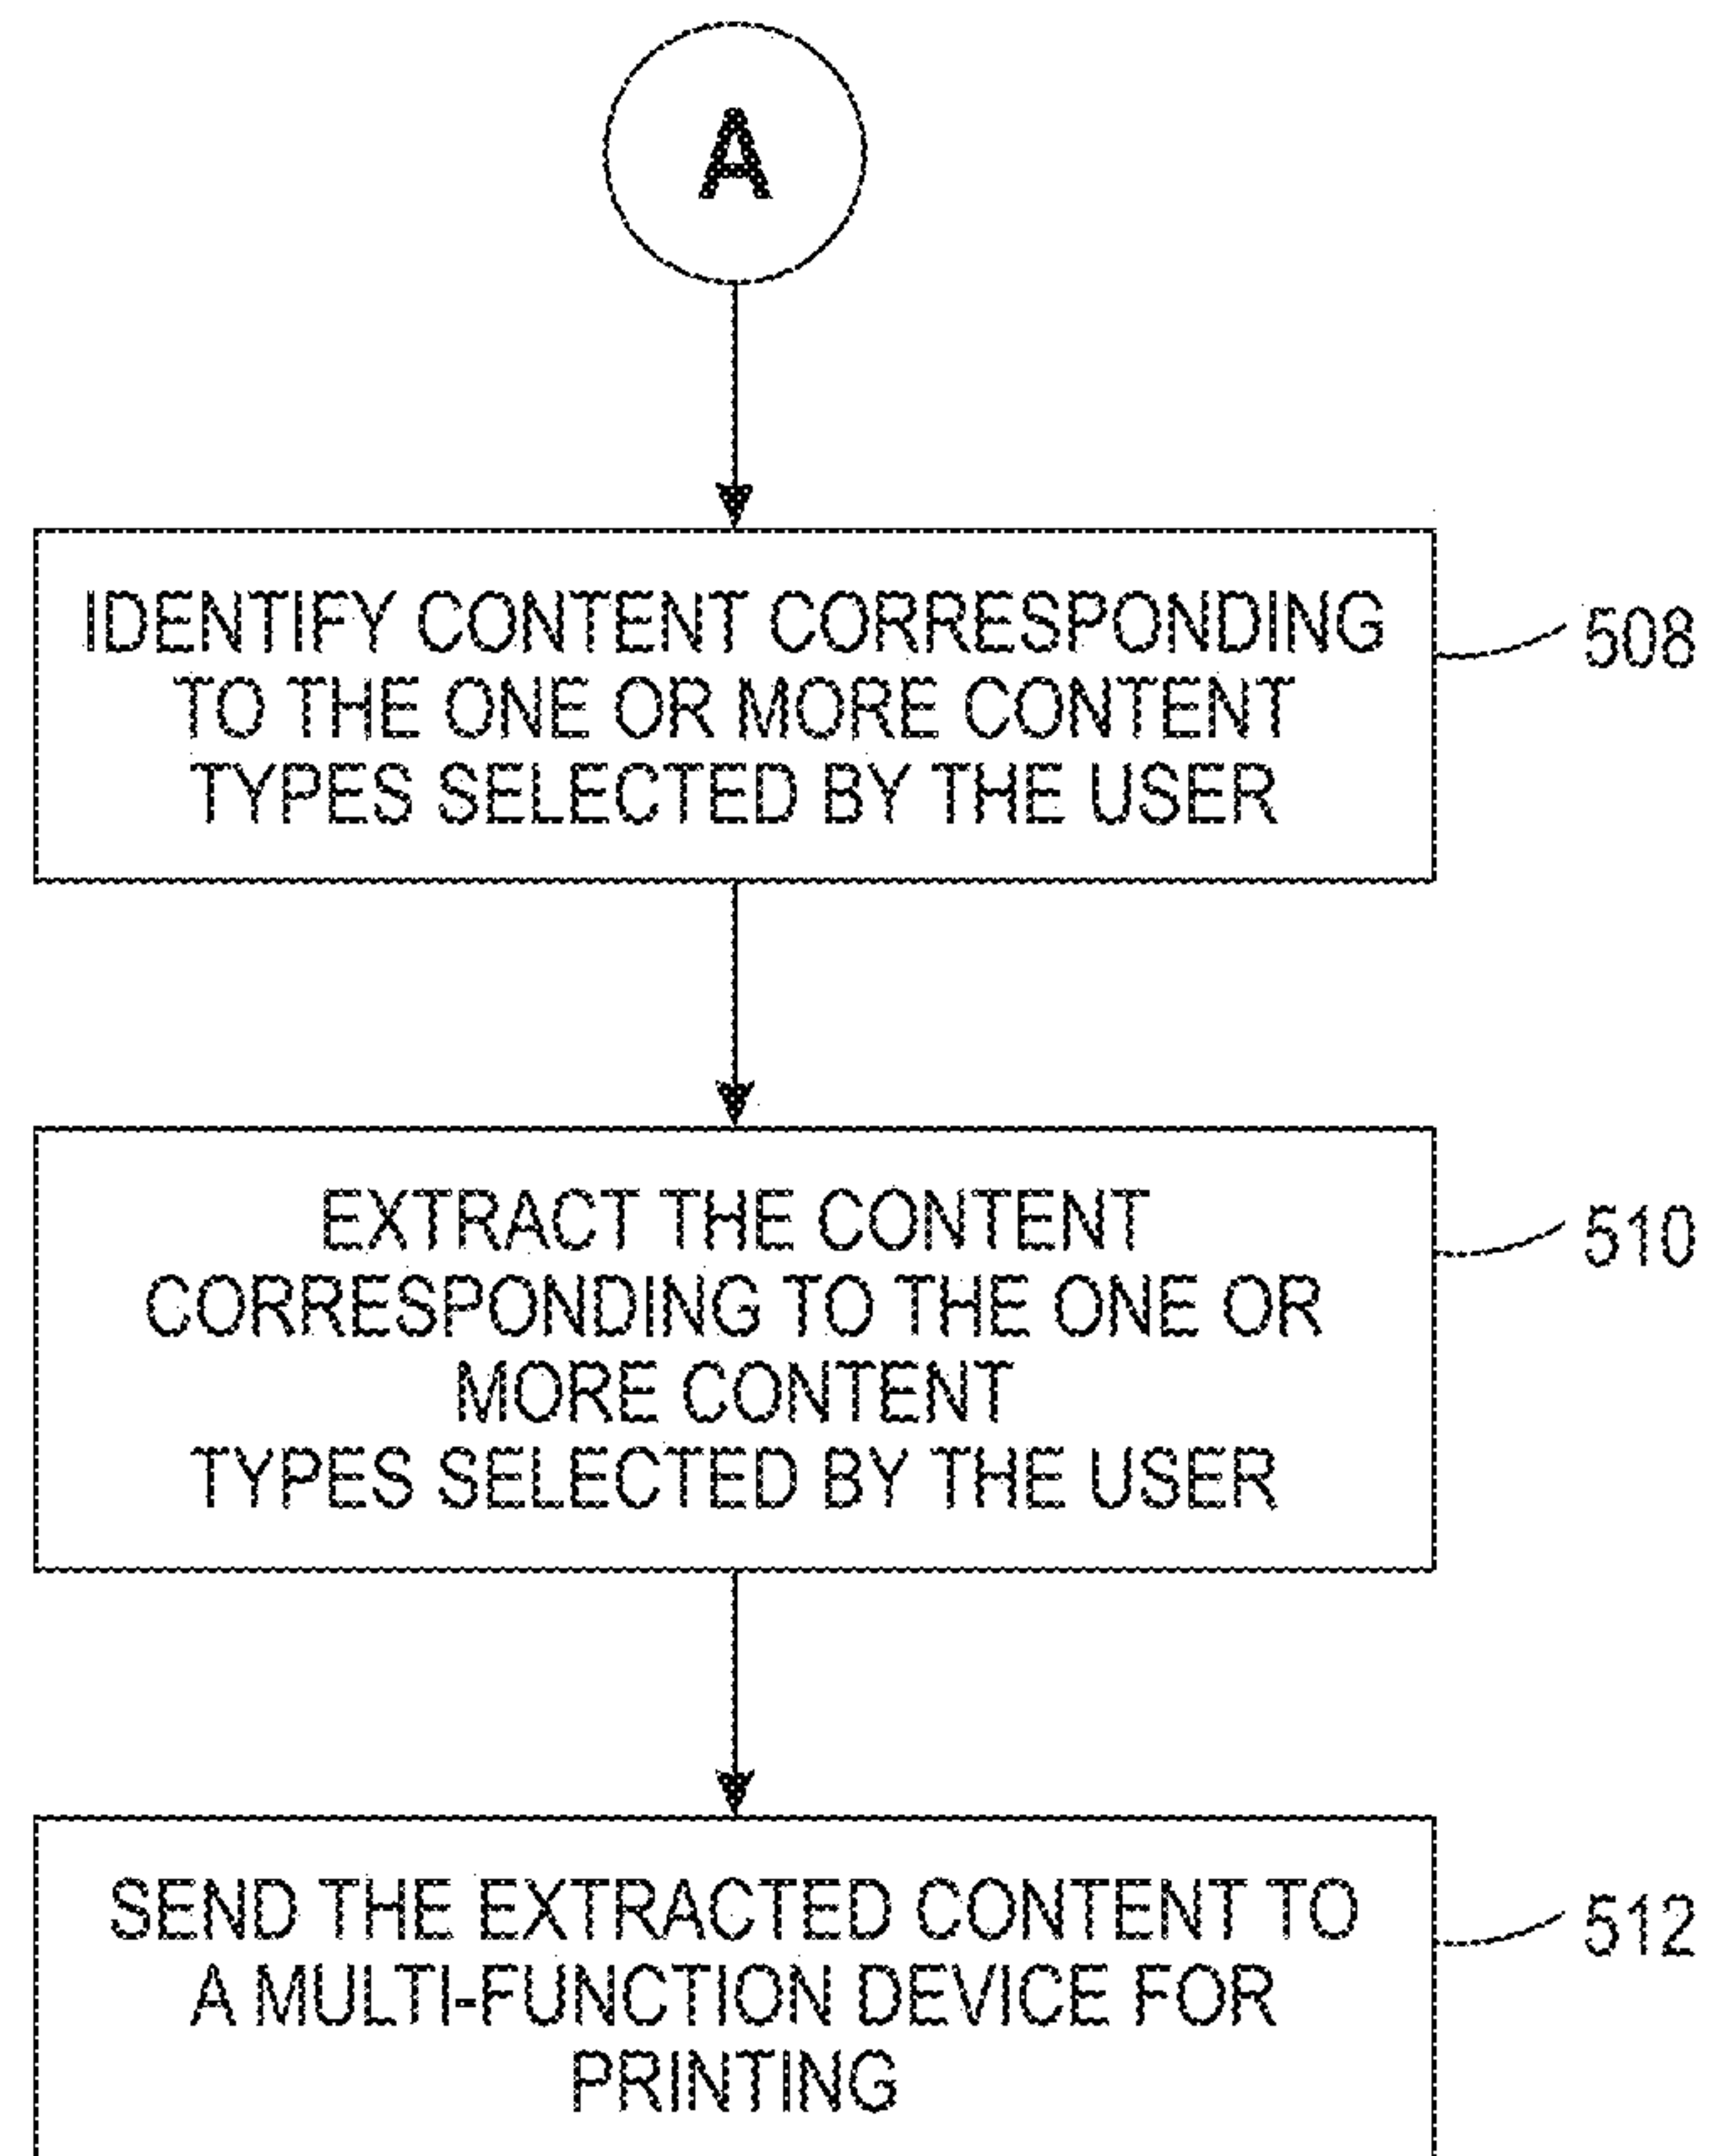 A
IDENTIFY CONTENT CORRESPONDING
TO THE ONE OR MORE CONTENT
TYPES SELECTED BY THE USER
508
EXTRACT THE CONTENT
CORRESPONDING TO THE ONE OR
MORE CONTENT
TYPES SELECTED BY THE USER
510
SEND THE EXTRACTED CONTENT TO
A MULTI-FUNCTION DEVICE FOR
PRINTING
512